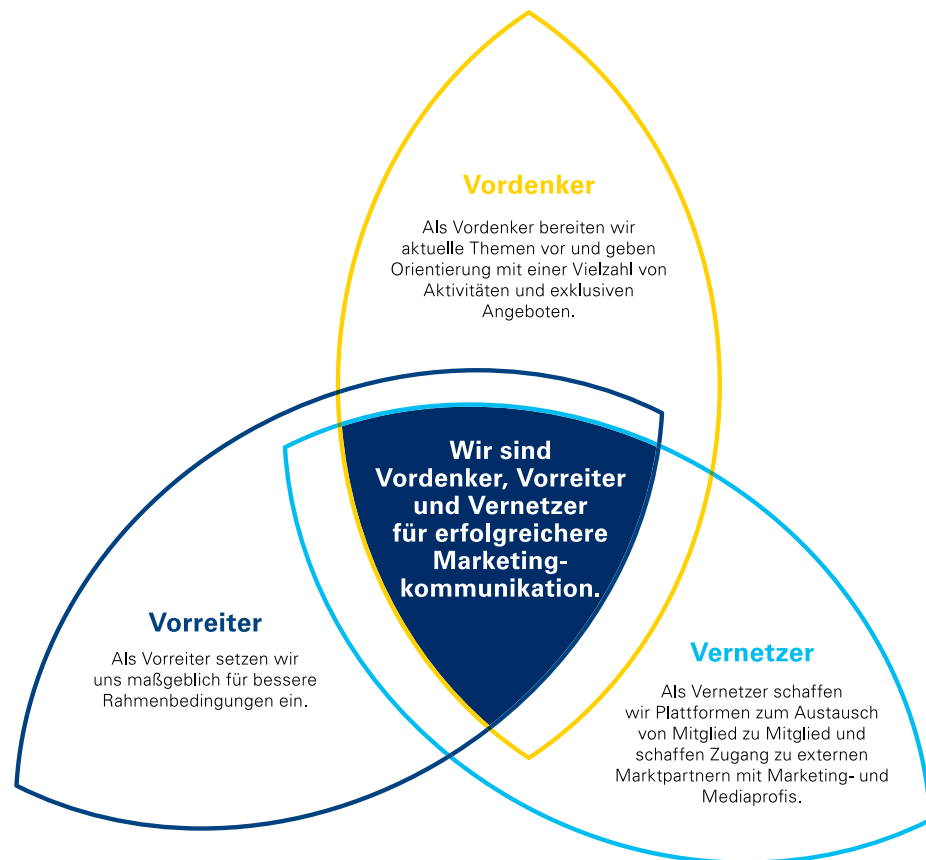 Vordenker
Als Vordenker bereiten wir
aktuelle Themen vor und geben
Orientierung mit einer Vielzahl von
Aktivitäten und exklusiven
Angeboten.
Wir sind
Vordenker, Vorreiter
und Vernetzer
für erfolgreichere
Marketing-
kommunikation.
Vorreiter
Als Vorreiter setzen wir
uns maßgeblich für bessere
Rahmenbedingungen ein.
Vernetzer
Als Vernetzer schaffen
wir Plattformen zum Austausch
von Mitglied zu Mitglied und
schaffen Zugang zu externen
Marktpartnern mit Marketing- und
Mediaprofis.